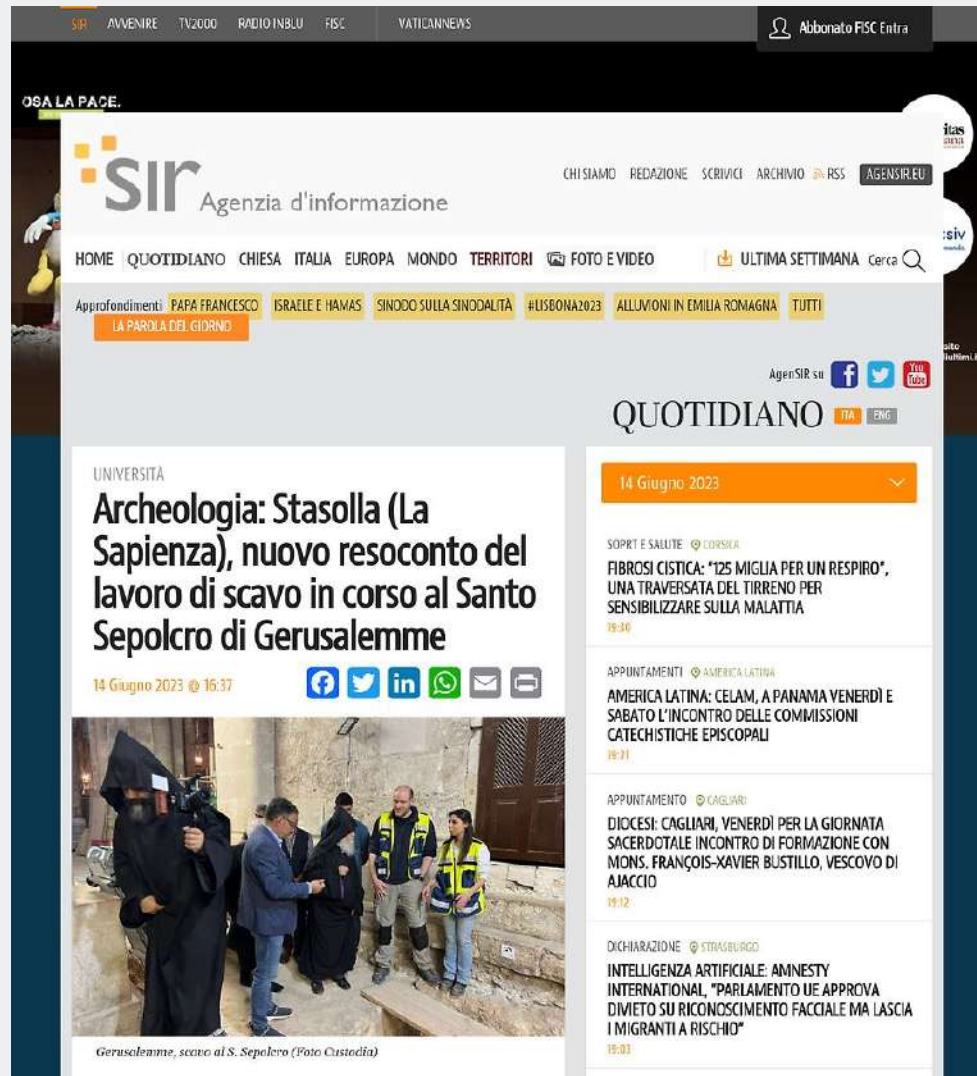 SIR AVVENIRE TV2000 RADIO INBLU FISC VATICANNEWS
Abbonato FISC Entra
OSA LA PACE.
sir Agenzia d'informazione
CHI SIAMO REDAZIONE SCRIVICI ARCHIVIO RSS AGENSIR.EU
HOME QUOTIDIANO CHIESA ITALIA EUROPA MONDO TERRITORI FOTO E VIDEO ULTIMA SETTIMANA Cerca
Approfondimenti PAPA FRANCESCO ISRAELE E HAMAS SINODO SULLA SINODALITÀ #LISBONA2023 ALLUVIONI IN EMILIA ROMAGNA TUTTI
LA PAROLA DEL GIORNO
AgenSIR su
You
Tube
QUOTIDIANO ITA ENG
UNIVERSITÀ
Archeologia: Stasolla (La
Sapienza), nuovo resoconto del
lavoro di scavo in corso al Santo
Sepolcro di Gerusalemme
14 Giugno 2023 @ 16:37
Gerusalemme, scavo al S. Sepolcro (Foto Custodia)
14 Giugno 2023
SOPRT E SALUTE CORSICA
FIBROSI CISTICA: "125 MIGLIA PER UN RESPIRO",
UNA TRAVERSATA DEL TIRRENO PER
SENSIBILIZZARE SULLA MALATTIA
19:30
APPUNTAMENTI AMERICA LATINA
AMERICA LATINA: CELAM, A PANAMA VENERDÌ E
SABATO L'INCONTRO DELLE COMMISSIONI
CATECHISTICHE EPISCOPALI
19:21
APPUNTAMENTO CAGLIARI
DIOCESI: CAGLIARI, VENERDÌ PER LA GIORNATA
SACERDOTALE INCONTRO DI FORMAZIONE CON
MONS. FRANÇOIS-XAVIER BUSTILLO, VESCOVO DI
AJACCIO
19:12
DICHIARAZIONE STRASBURGO
INTELLIGENZA ARTIFICIALE: AMNESTY
INTERNATIONAL, "PARLAMENTO UE APPROVA
DIVIETO SU RICONOSCIMENTO FACCIALE MA LASCIA
I MIGRANTI A RISCHIO"
19:03